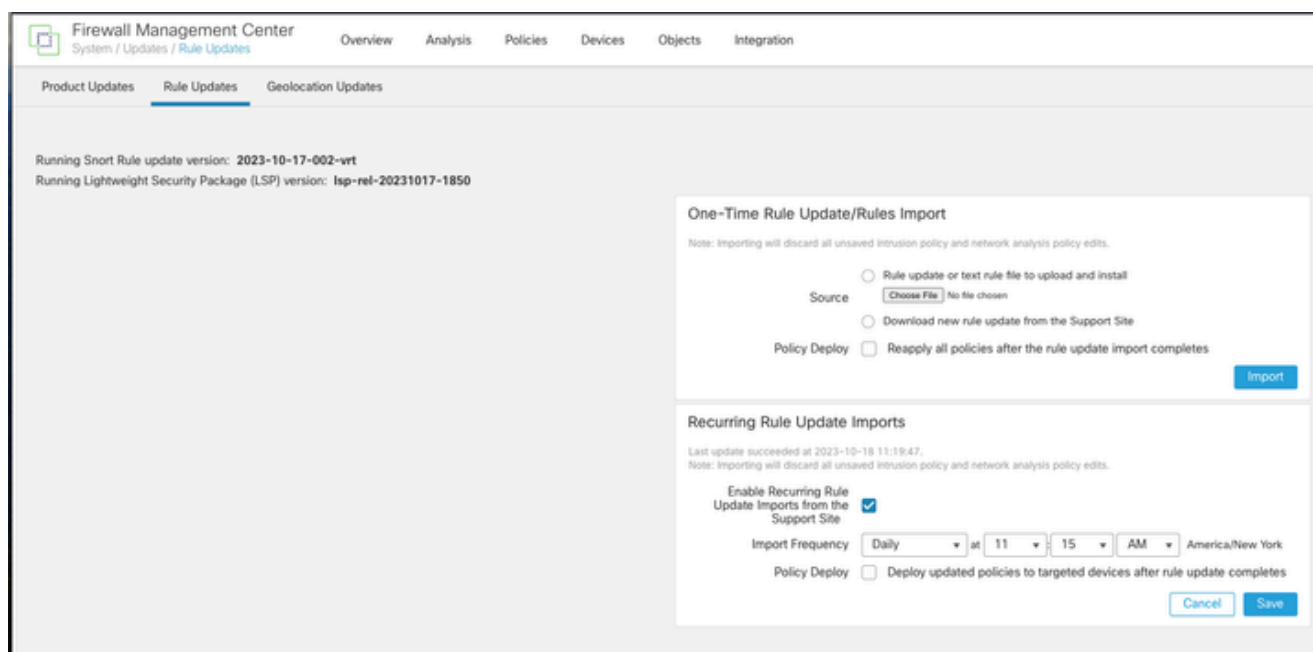 Firewall Management Center
System / Updates / Rule Updates
Overview Analysis Policies Devices Objects Integration
Product Updates Rule Updates Geolocation Updates
Running Snort Rule update version: 2023-10-17-002-vrt
Running Lightweight Security Package (LSP) version: lsp-rel-20231017-1850
One-Time Rule Update/Rules Import
Note: Importing will discard all unsaved intrusion policy and network analysis policy edits.
Source
Rule update or text rule file to upload and install
Choose File No file chosen
Download new rule update from the Support Site
Policy Deploy Reapply all policies after the rule update import completes
Import
Recurring Rule Update Imports
Last update succeeded at 2023-10-18 11:19:47.
Note: Importing will discard all unsaved intrusion policy and network analysis policy edits.
Enable Recurring Rule
Update Imports from the
Support Site
Import Frequency Daily at 11 : 15 AM America/New York
Policy Deploy Deploy updated policies to targeted devices after rule update completes
Cancel Save